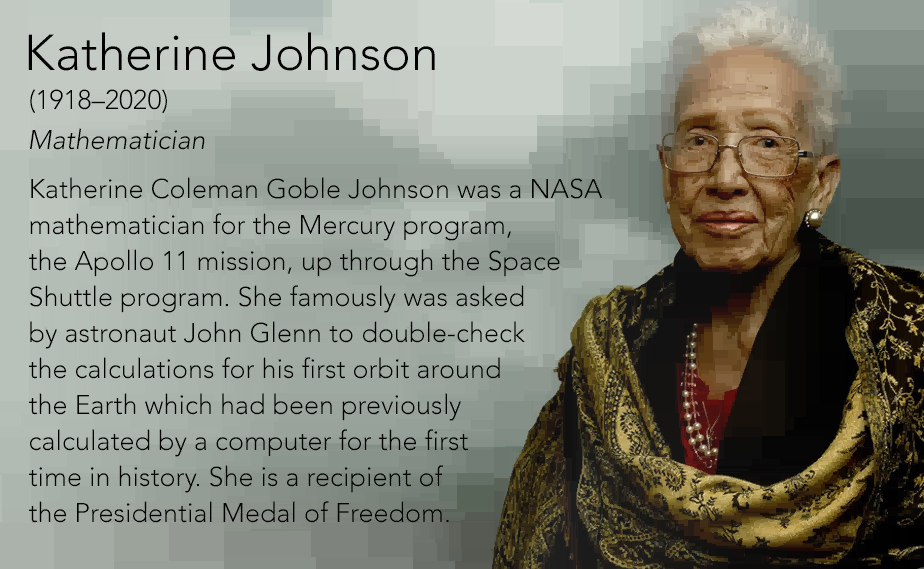 Katherine Johnson
(1918–2020)
Mathematician
Katherine Coleman Goble Johnson was a NASA
mathematician for the Mercury program,
the Apollo 11 mission, up through the Space
Shuttle program. She famously was asked
by astronaut John Glenn to double-check
the calculations for his first orbit around
the Earth which had been previously
calculated by a computer for the first
time in history. She is a recipient of
the Presidential Medal of Freedom.